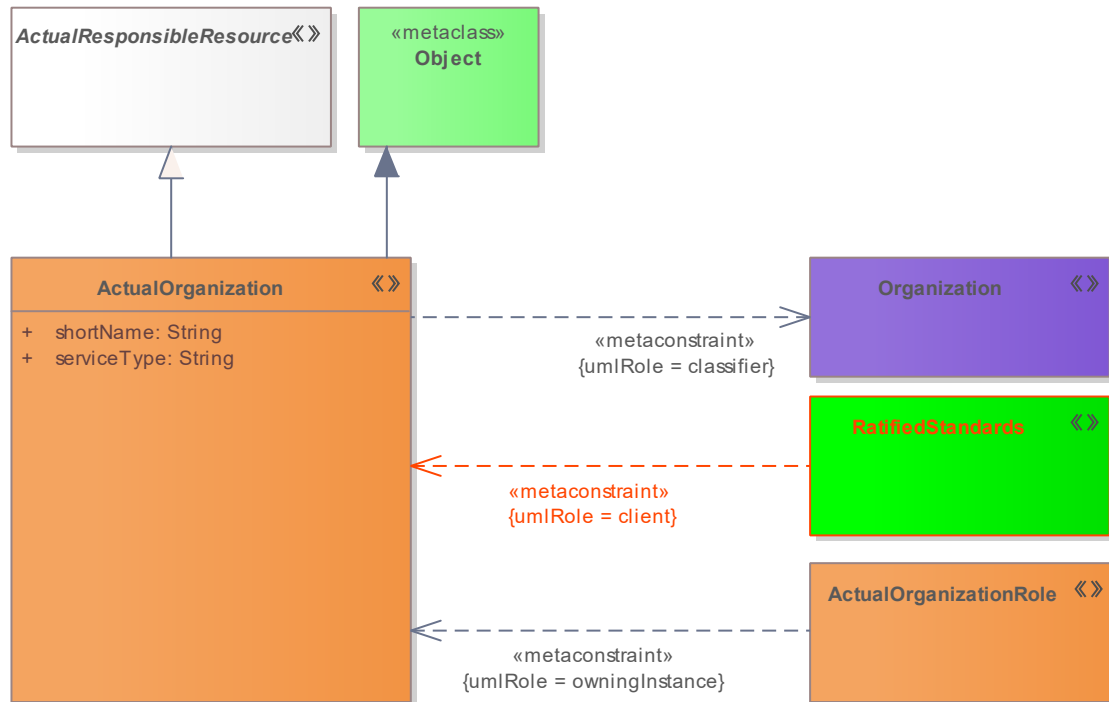 ActualResponsibleResource «»
«metaclass»
Object
ActualOrganization «»
+ shortName: String
+ serviceType: String
Organization «»
«metaconstraint»
{umlRole = classifier}
RatifiedStandards «»
«metaconstraint»
{umlRole = client}
ActualOrganizationRole «»
«metaconstraint»
{umlRole = owningInstance}